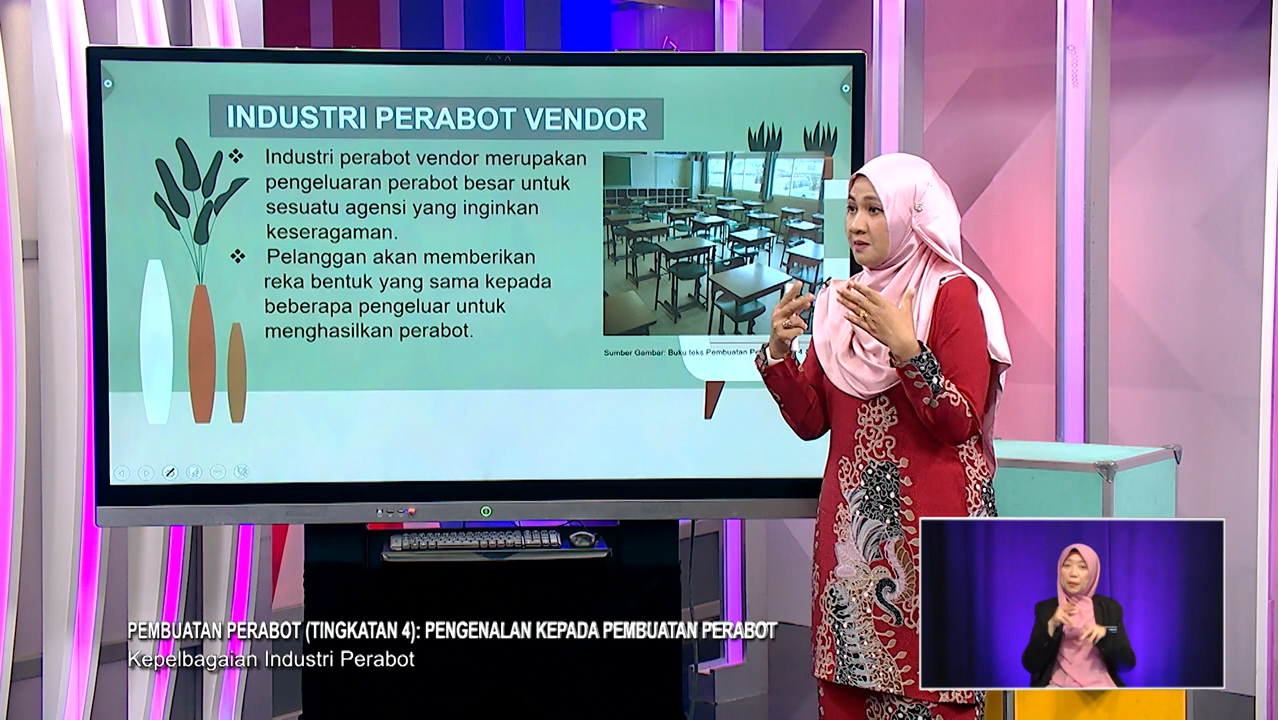 INDUSTRI PERABOT VENDOR
Industri perabot vendor merupakan
pengeluaran perabot besar untuk
sesuatu agensi yang inginkan
keseragaman.
Pelanggan akan memberikan
reka bentuk yang sama kepada
beberapa pengeluar untuk
menghasilkan perabot.
Sumber Gambar: Buku teks Pembuatan
PEMBUATAN PERABOT (TINGKATAN 4): PENGENALAN KEPADA PEMBUATAN PERABOT
Kepelbagaian Industri Perabot